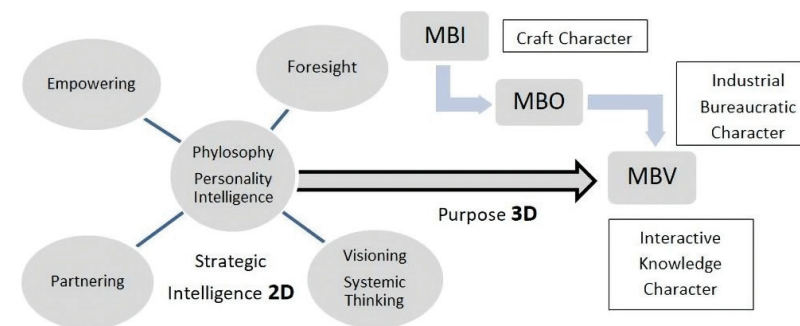 Empowering
Foresight
Phylosophy
Personality
Intelligence
Partnering
Visioning
Systemic
Thinking
Strategic
Intelligence 2D
Purpose 3D
MBI
Craft Character
MBO
Industrial
Bureaucratic
Character
MBV
Interactive
Knowledge
Character